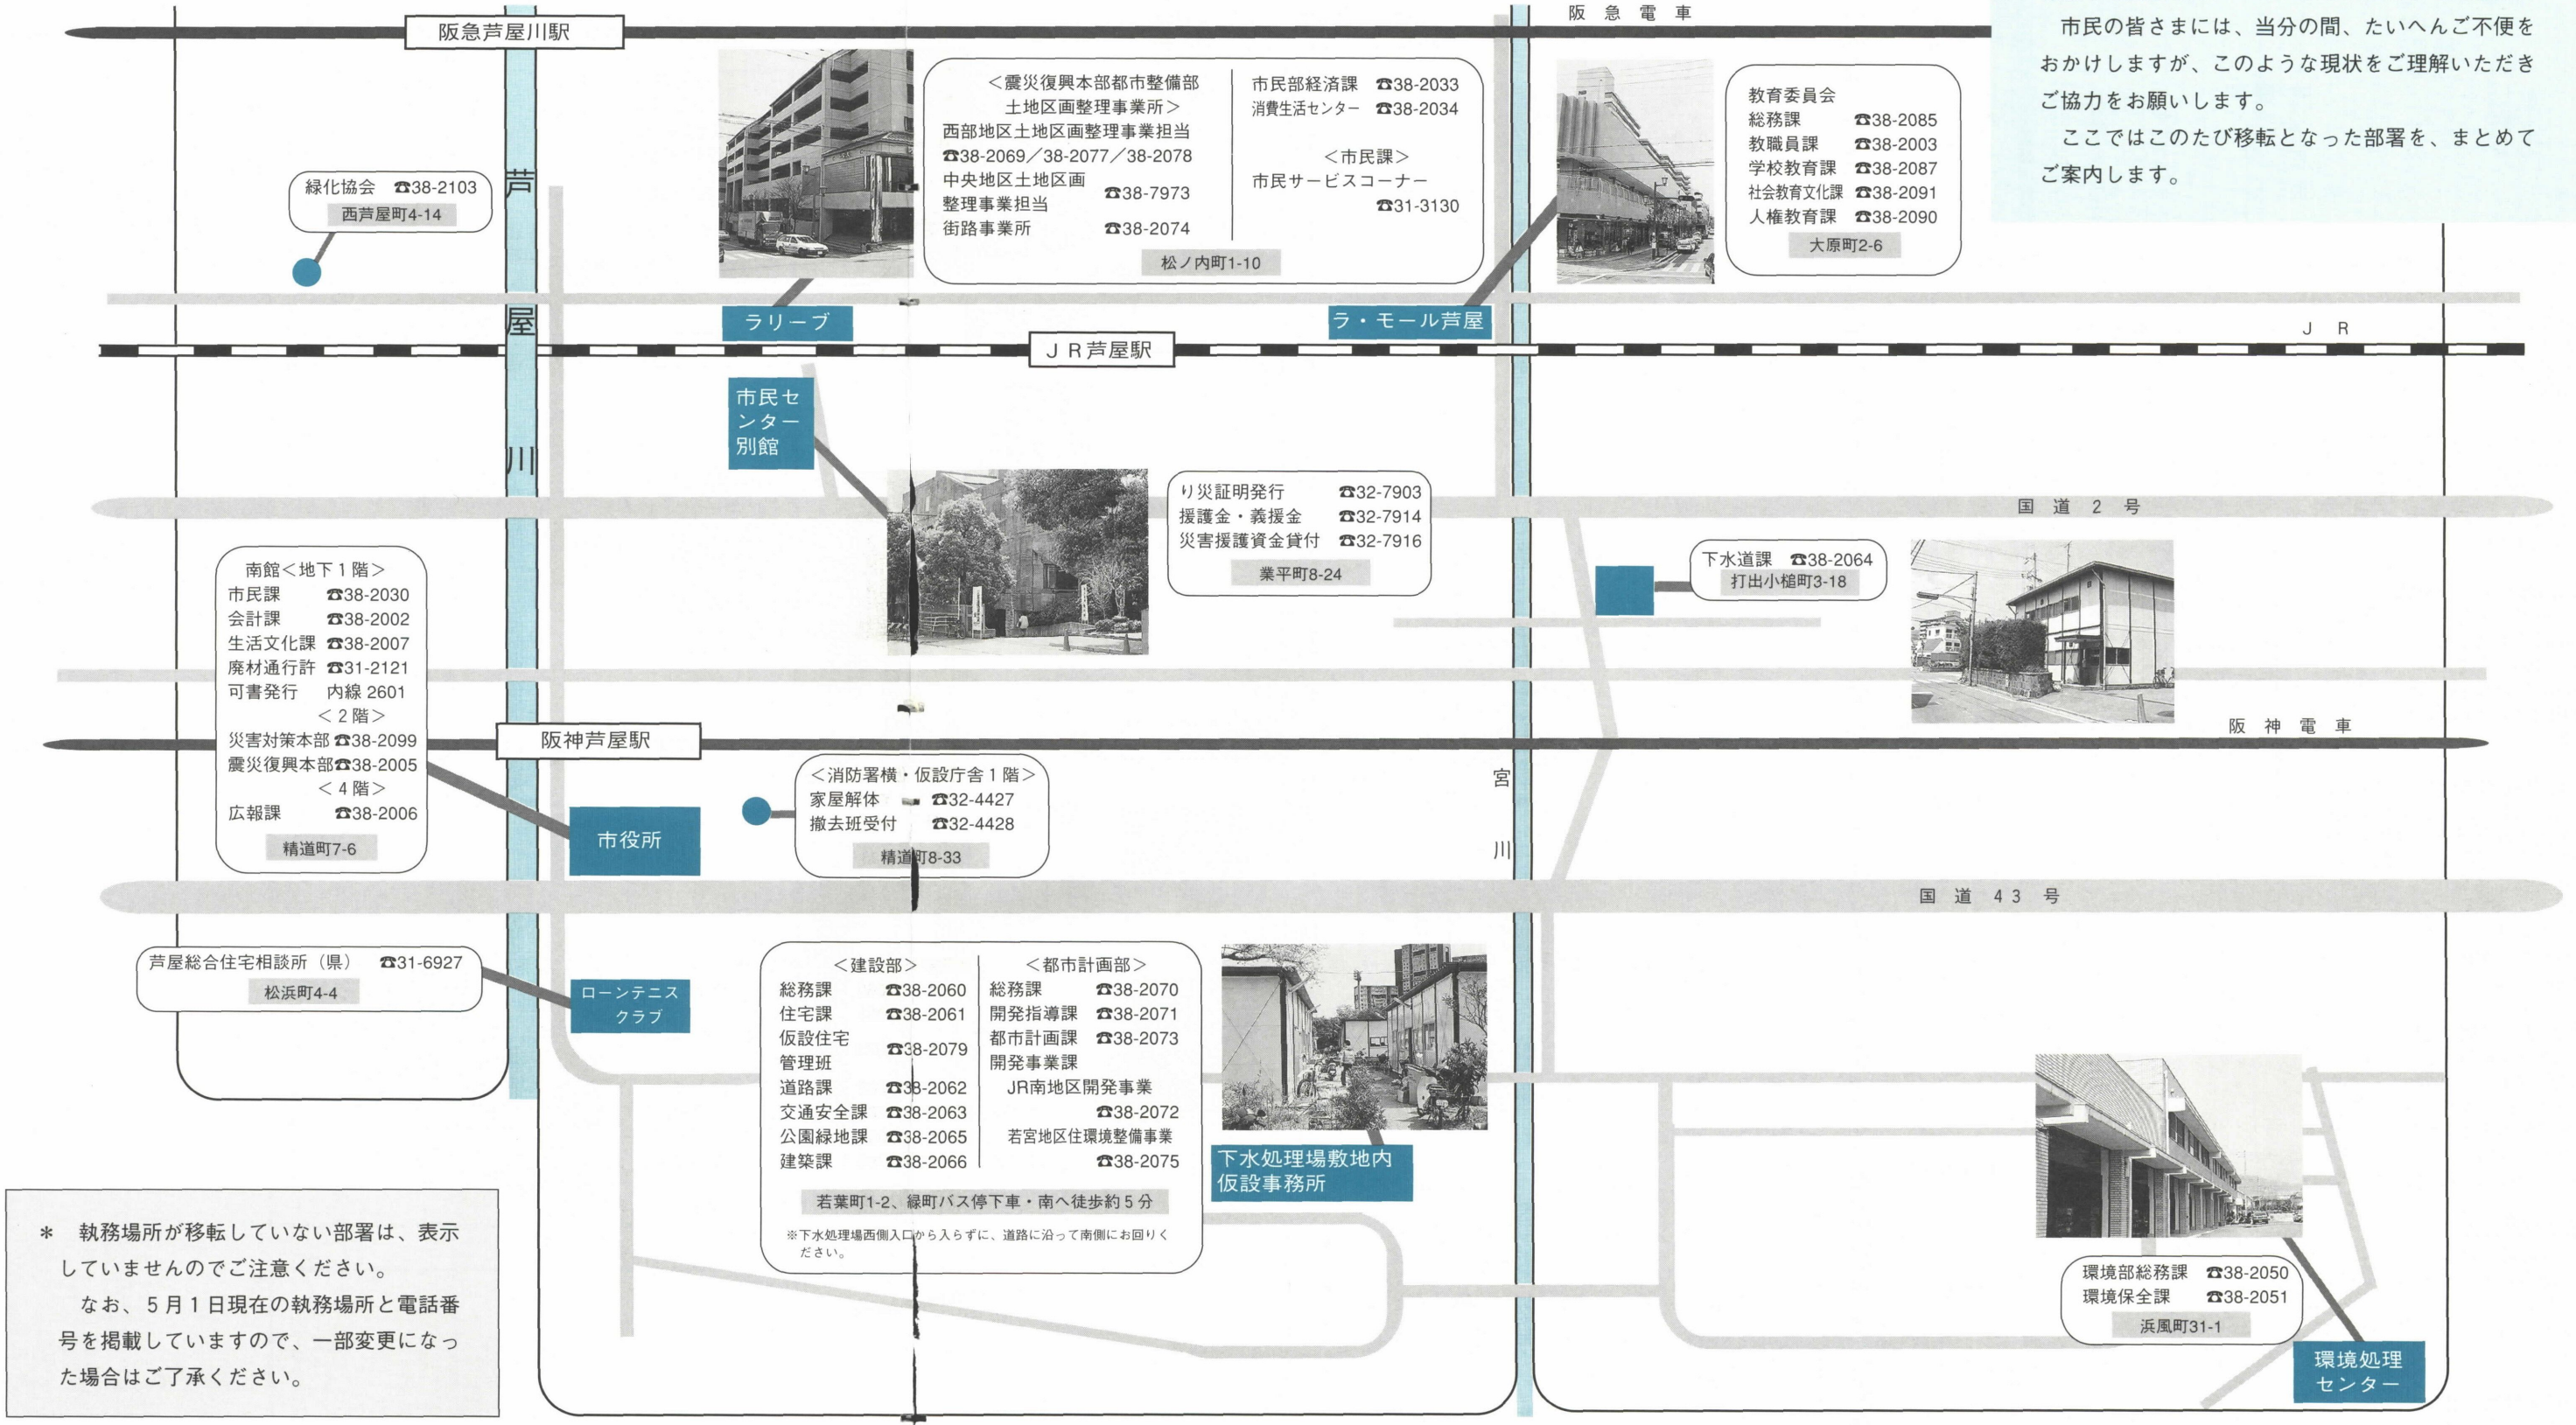 阪急電車
阪急芦屋川駅
市民の皆さまには、当分の間、たいへんご不便を
おかけしますが、このような現状をご理解いただき
ご協力をお願いします。
ここではこのたび移転となった部署を、まとめて
ご案内します。
緑化協会 ☎38-2103
西芦屋町4-14
芦屋川
＜震災復興本部都市整備部
土地区画整理事業所＞
西部地区土地区画整理事業担当
☎38-2069／38-2077／38-2078
中央地区土地区画
整理事業担当 ☎38-7973
街路事業所 ☎38-2074
市民部経済課 ☎38-2033
消費生活センター ☎38-2034
＜市民課＞
市民サービスコーナー
☎31-3130
松ノ内町1-10
教育委員会
総務課 ☎38-2085
教職員課 ☎38-2003
学校教育課 ☎38-2087
社会教育文化課 ☎38-2091
人権教育課 ☎38-2090
大原町2-6
ラリーブ
ラ・モール芦屋
JR
JR芦屋駅
市民セ
ンター
別館
り災証明発行 ☎32-7903
援護金・義援金 ☎32-7914
災害援護資金貸付 ☎32-7916
業平町8-24
国道2号
下水道課 ☎38-2064
打出小槌町3-18
南館＜地下1階＞
市民課 ☎38-2030
会計課 ☎38-2002
生活文化課 ☎38-2007
廃材通行許 ☎31-2121
可書発行 内線 2601
＜2階＞
災害対策本部 ☎38-2099
震災復興本部 ☎38-2005
＜4階＞
広報課 ☎38-2006
精道町7-6
阪神電車
阪神芦屋駅
市役所
＜消防署横・仮設庁舎1階＞
家屋解体 ☎32-4427
撤去班受付 ☎32-4428
精道町8-33
宮川
国道43号
芦屋総合住宅相談所（県） ☎31-6927
松浜町4-4
ローンテニス
クラブ
＜建設部＞
総務課 ☎38-2060
住宅課 ☎38-2061
仮設住宅
管理班 ☎38-2079
道路課 ☎38-2062
交通安全課 ☎38-2063
公園緑地課 ☎38-2065
建築課 ☎38-2066
＜都市計画部＞
総務課 ☎38-2070
開発指導課 ☎38-2071
都市計画課 ☎38-2073
開発事業課
JR南地区開発事業
☎38-2072
若宮地区住環境整備事業
☎38-2075
若葉町1-2、緑町バス停下車・南へ徒歩約5分
※下水処理場西側入口から入らずに、道路に沿って南側にお回りく
ださい。
下水処理場敷地内
仮設事務所
環境部総務課 ☎38-2050
環境保全課 ☎38-2051
浜風町31-1
環境処理
センター
＊ 執務場所が移転していない部署は、表示
していませんのでご注意ください。
なお、5月1日現在の執務場所と電話番
号を掲載していますので、一部変更になっ
た場合はご了承ください。